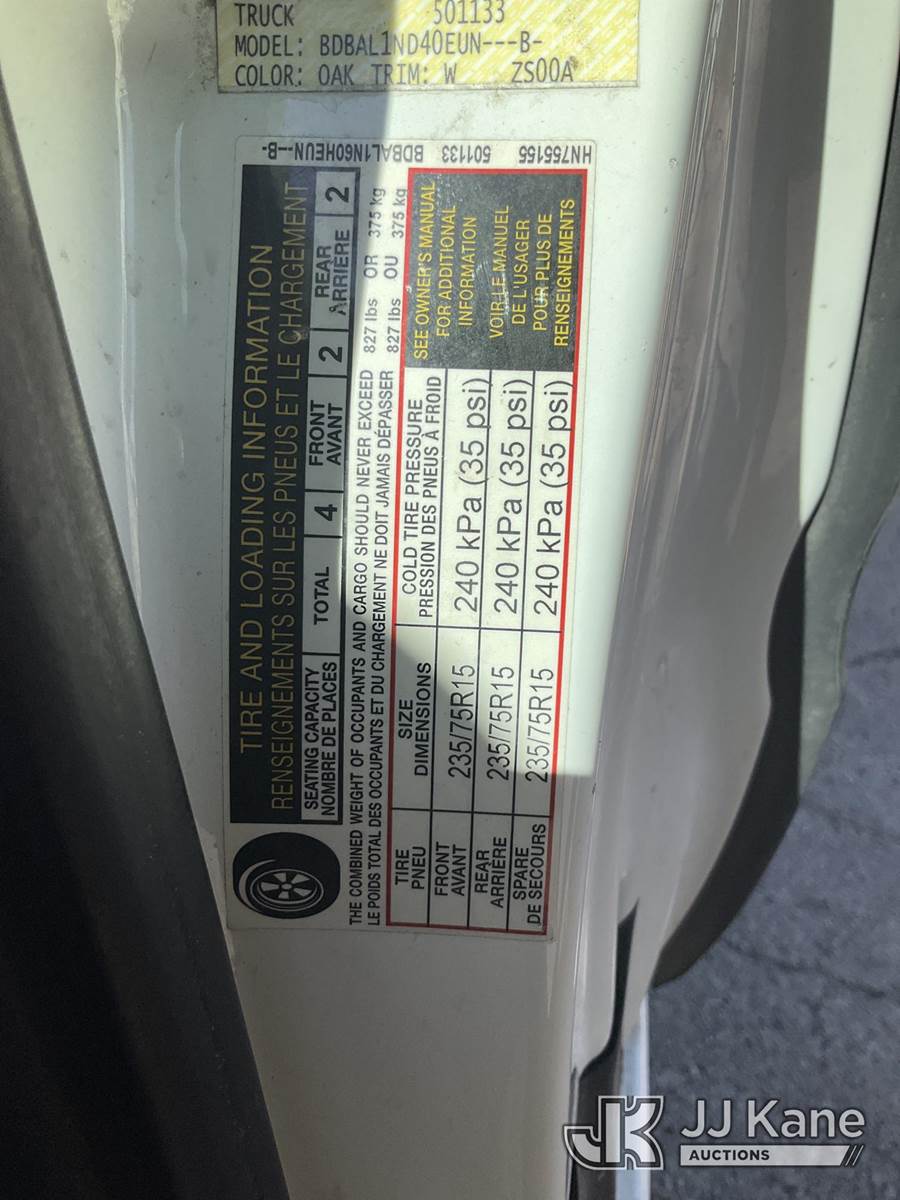 TRUCK 501133
MODEL: BDBAL1ND40EUN---B-
COLOR: OAK TRIM: W ZS00A
TIRE AND LOADING INFORMATION
RENSEIGNEMENTS SUR LES PNEUS ET LE CHARGEMENT
SEATING CAPACITY
NOMBRE DE PLACES
TOTAL 4
FRONT
AVANT
2
REAR
ARRIÈRE
2
THE COMBINED WEIGHT OF OCCUPANTS AND CARGO SHOULD NEVER EXCEED 827 lbs OR 375 kg
LE POIDS TOTAL DES OCCUPANTS ET DU CHARGEMENT NE DOIT JAMAIS DÉPASSER 827 lbs OU 375 kg
TIRE
PNEU
SIZE
DIMENSIONS
COLD TIRE PRESSURE
PRESSION DES PNEUS À FROID
FRONT
AVANT
235/75R15 240 kPa (35 psi)
REAR
ARRIÈRE
235/75R15 240 kPa (35 psi)
SPARE
DE SECOURS
235/75R15 240 kPa (35 psi)
SEE OWNER'S MANUAL
FOR ADDITIONAL
INFORMATION
VOIR LE MANUEL
DE L'USAGER
POUR PLUS DE
RENSEIGNEMENTS
HN755155 501133 BDBAL1N60HEUN--B-
JK JJ Kane
AUCTIONS